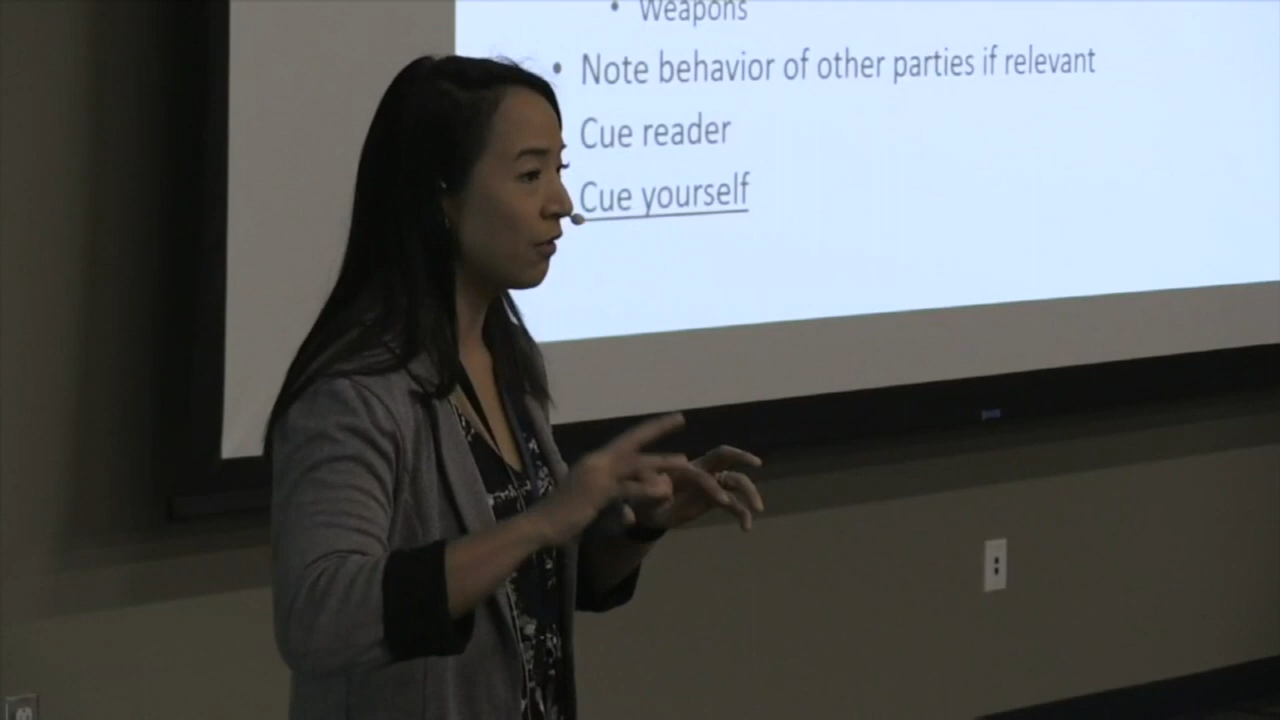 • Weapons
• Note behavior of other parties if relevant
Cue reader
Cue yourself